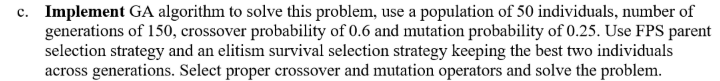 c. Implement GA algorithm to solve this problem, use a population of 50 individuals, number of
generations of 150, crossover probability of 0.6 and mutation probability of 0.25. Use FPS parent
selection strategy and an elitism survival selection strategy keeping the best two individuals
across generations. Select proper crossover and mutation operators and solve the problem.